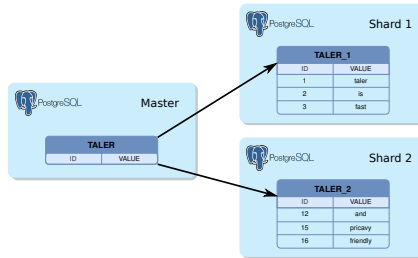 PostgreSQL Master
TALER
ID VALUE
PostgreSQL Shard 1
TALER_1
ID VALUE
1 taler
2 is
3 fast
PostgreSQL Shard 2
TALER_2
ID VALUE
12 and
15 pricavy
16 friendly